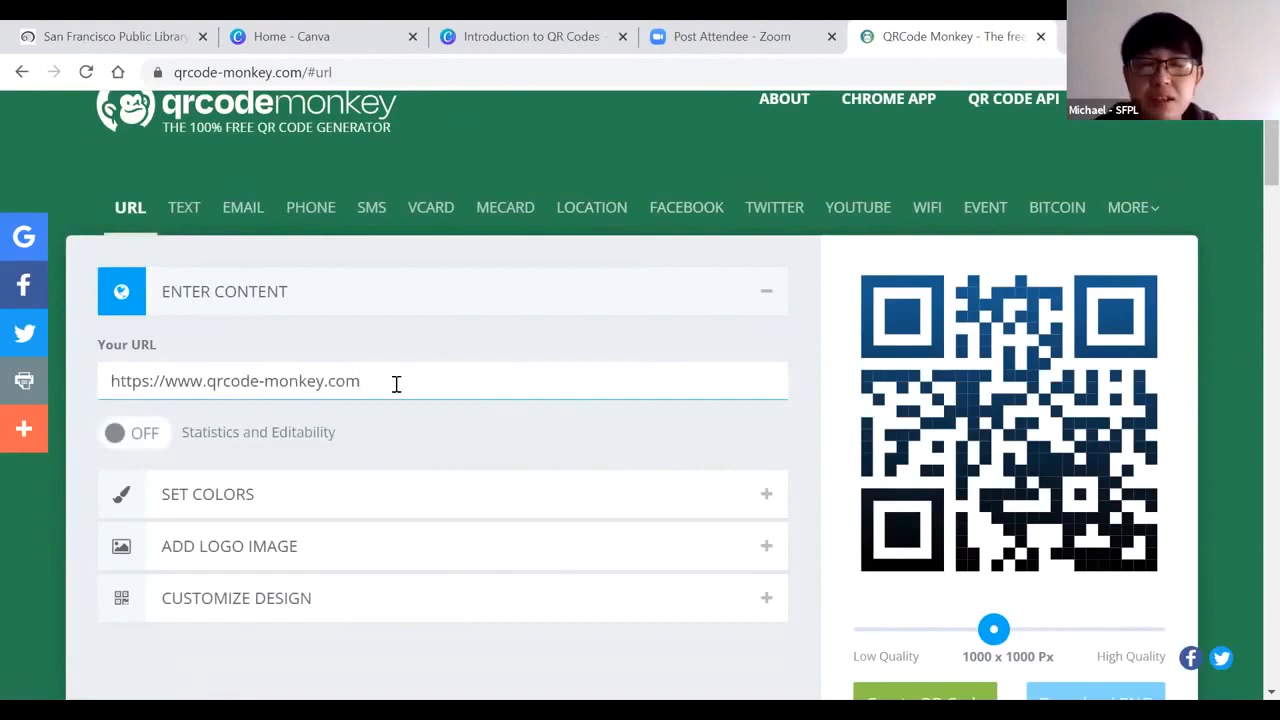 San Francisco Public Library
Home - Canva
Introduction to QR Codes -
Post Attendee - Zoom
QRCode Monkey - The free
qrcode-monkey.com/#url
Michael - SFPL
qrcodemonkey
THE 100% FREE QR CODE GENERATOR
ABOUT
CHROME APP
QR CODE API
URL
TEXT
EMAIL
PHONE
SMS
VCARD
MECARD
LOCATION
FACEBOOK
TWITTER
YOUTUBE
WIFI
EVENT
BITCOIN
MORE
ENTER CONTENT
Your URL
https://www.qrcode-monkey.com
OFF
Statistics and Editability
SET COLORS
ADD LOGO IMAGE
CUSTOMIZE DESIGN
Low Quality
1000 x 1000 Px
High Quality